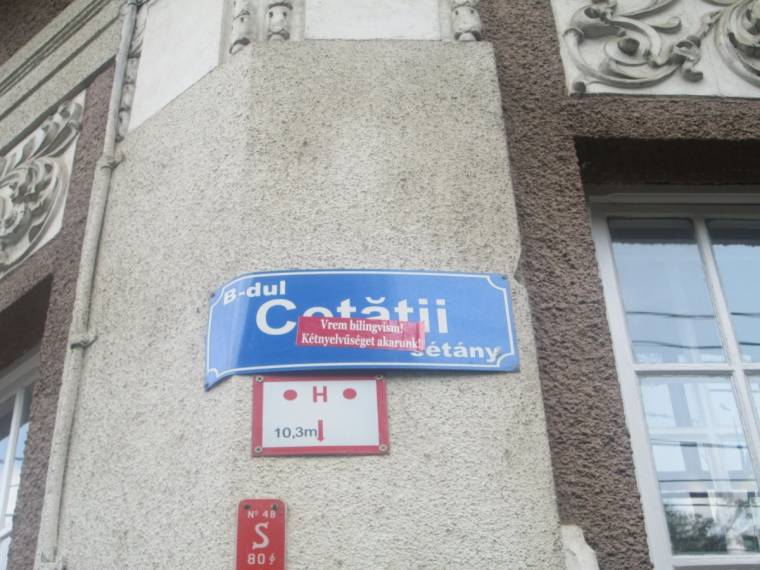 B-dul
Cetății
Vrem bilingvism!
Kétnyelvűséget akarunk!
sétány
H
10,3m
Nº 48
S
80